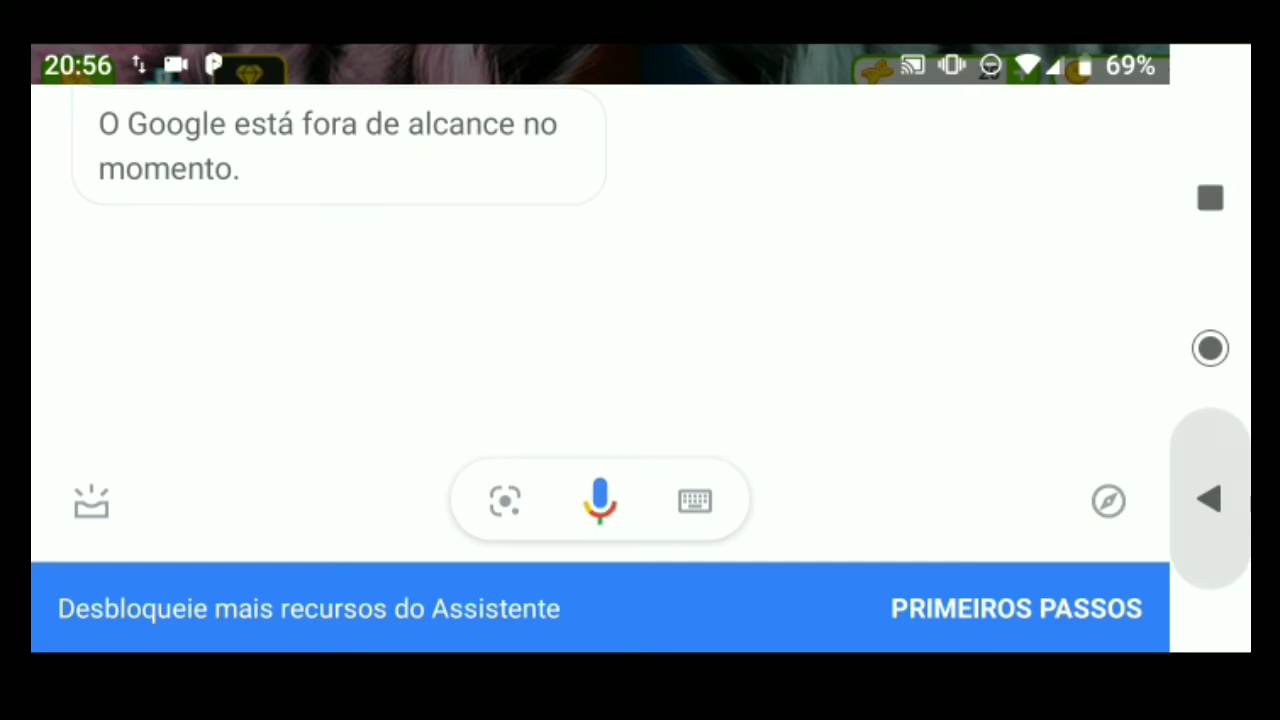 20:56
69%
O Google está fora de alcance no
momento.
Desbloqueie mais recursos do Assistente
PRIMEIROS PASSOS